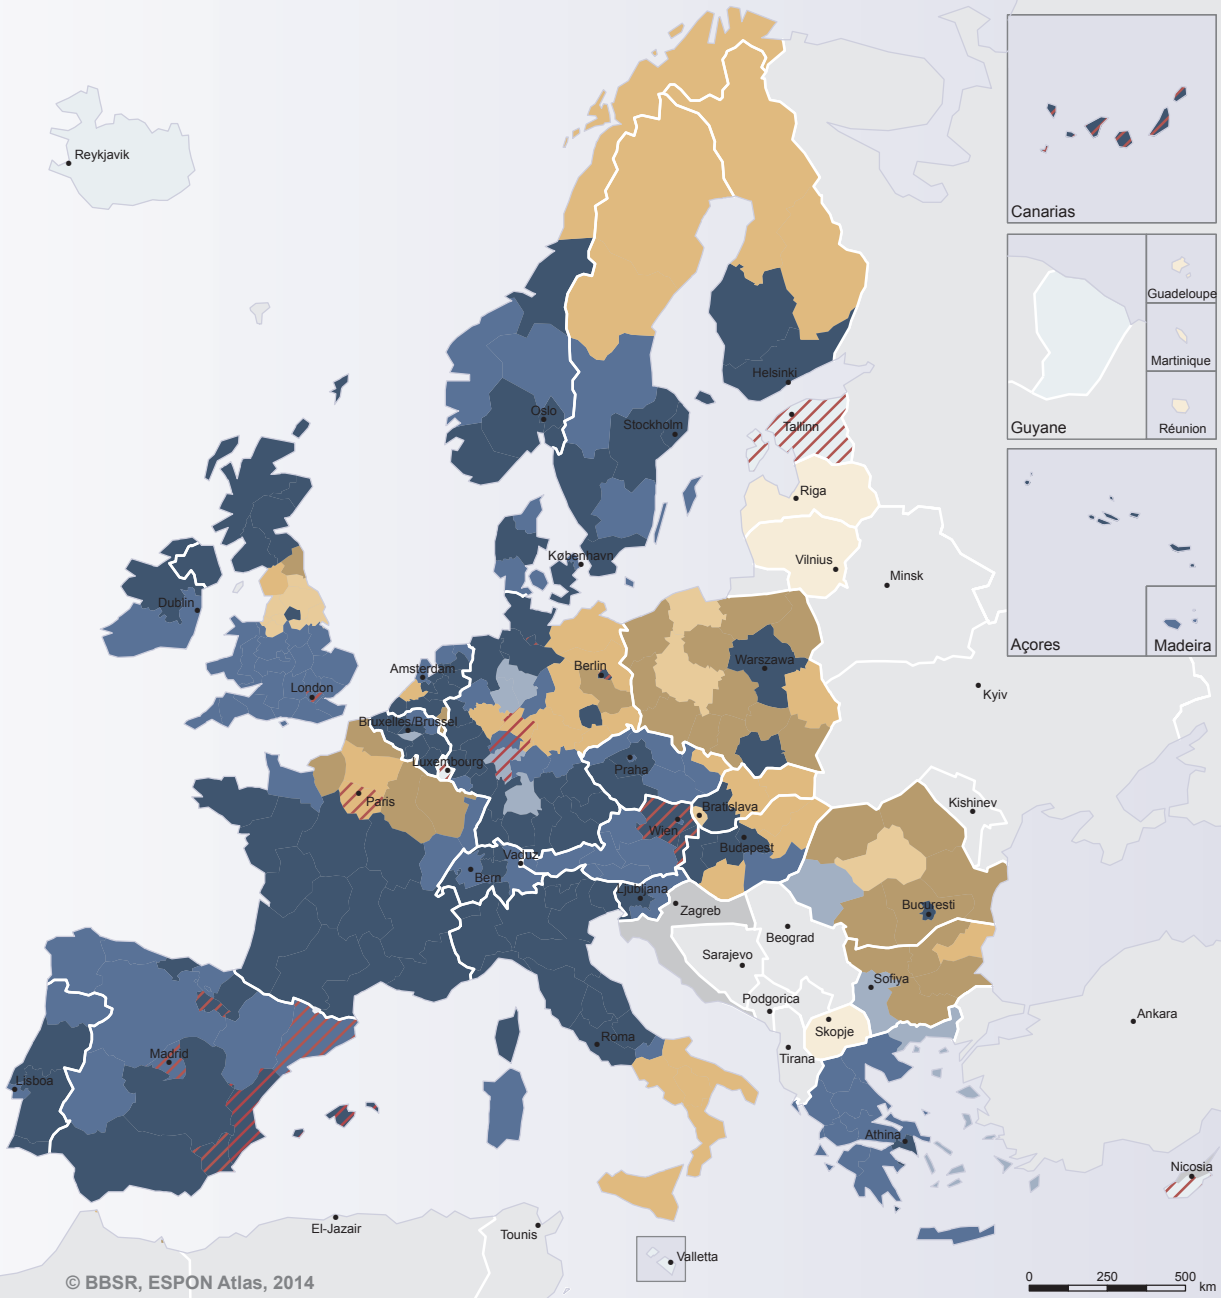 Reykjavik
Canarias
Guadeloupe
Martinique
Guyane
Réunion
Helsinki
Oslo
Stockholm
Tallinn
Riga
Açores
Madeira
København
Vilnius
Minsk
Dublin
Amsterdam
Berlin
Warszawa
London
Kyiv
Bruxelles/Brussel
Luxembourg
Praha
Paris
Kishinev
Bratislava
Wien
Budapest
Vaduz
Bern
Ljubljana
Zagreb
Bucuresti
Beograd
Sarajevo
Sofiya
Podgorica
Skopje
Ankara
Roma
Tirana
Madrid
Lisboa
Athina
Nicosia
El-Jazair
Tounis
Valletta
© BBSR, ESPON Atlas, 2014
0 250 500
km